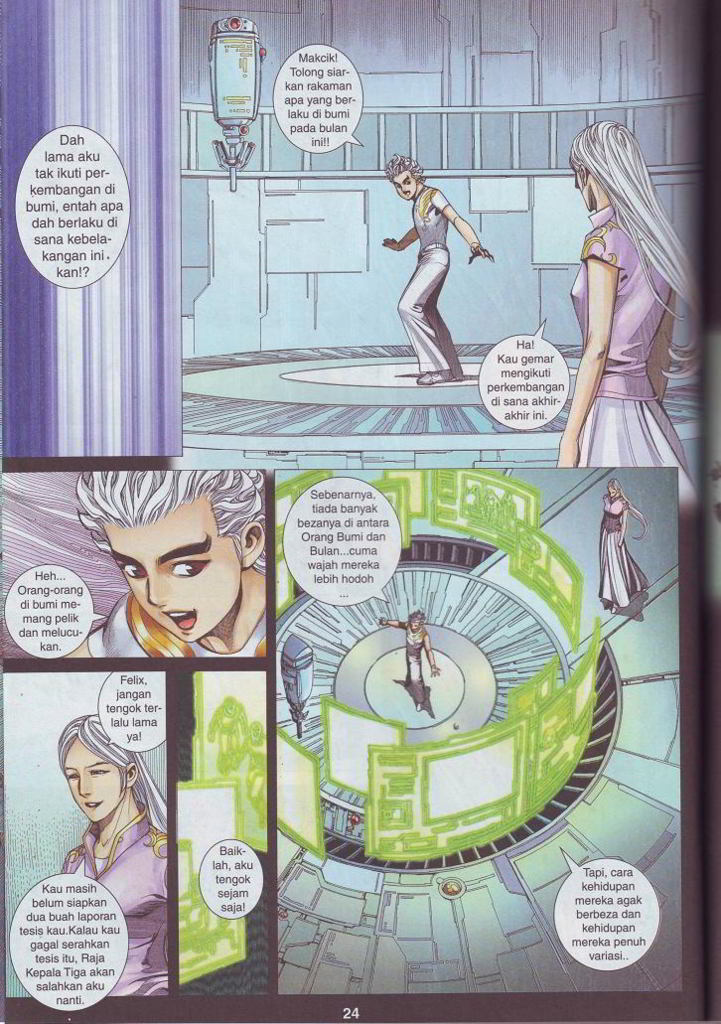 Dah
lama aku
tak ikuti per-
kembangan di
bumi, entah apa
dah berlaku di
sana kebela-
kangan ini
kan!?
Makcik!
Tolong siar-
kan rakaman
apa yang ber-
laku di bumi
pada bulan
ini!!
Ha!
Kau gemar
mengikuti
perkembangan
di sana akhir-
akhir ini.
Heh...
Orang-orang
di bumi me-
mang pelik
dan melucu-
kan.
Sebenarnya,
tiada banyak
bezanya di antara
Orang Bumi dan
Bulan...cuma
wajah mereka
lebih hodoh
...
Tapi, cara
kehidupan
mereka agak
berbeza dan
kehidupan
mereka penuh
variasi..
Felix,
jangan
tengok ter-
lalu lama
ya!
Kau masih
belum siapkan
dua buah laporan
tesis kau.Kalau kau
gagal serahkan
tesis itu, Raja
Kepala Tiga akan
salahkan aku
nanti.
Baik-
lah, aku
tengok
sejam
saja!
24